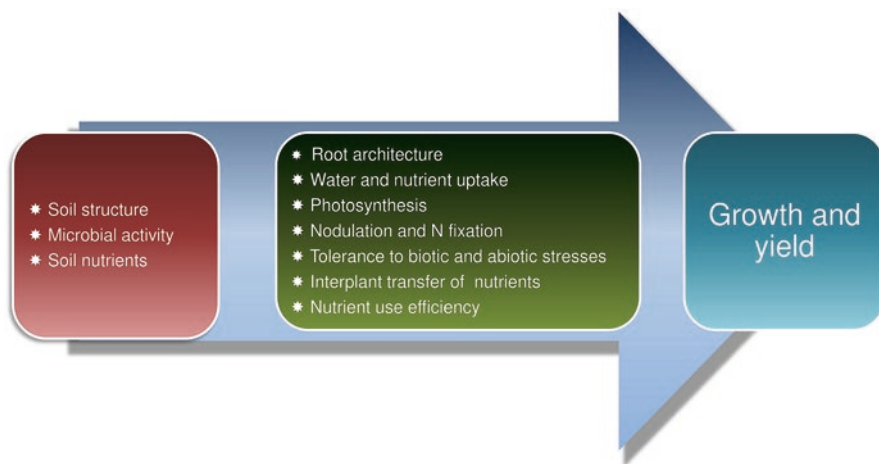 Soil structure
Microbial activity
Soil nutrients
Root architecture
Water and nutrient uptake
Photosynthesis
Nodulation and N fixation
Tolerance to biotic and abiotic stresses
Interplant transfer of nutrients
Nutrient use efficiency
Growth and
yield